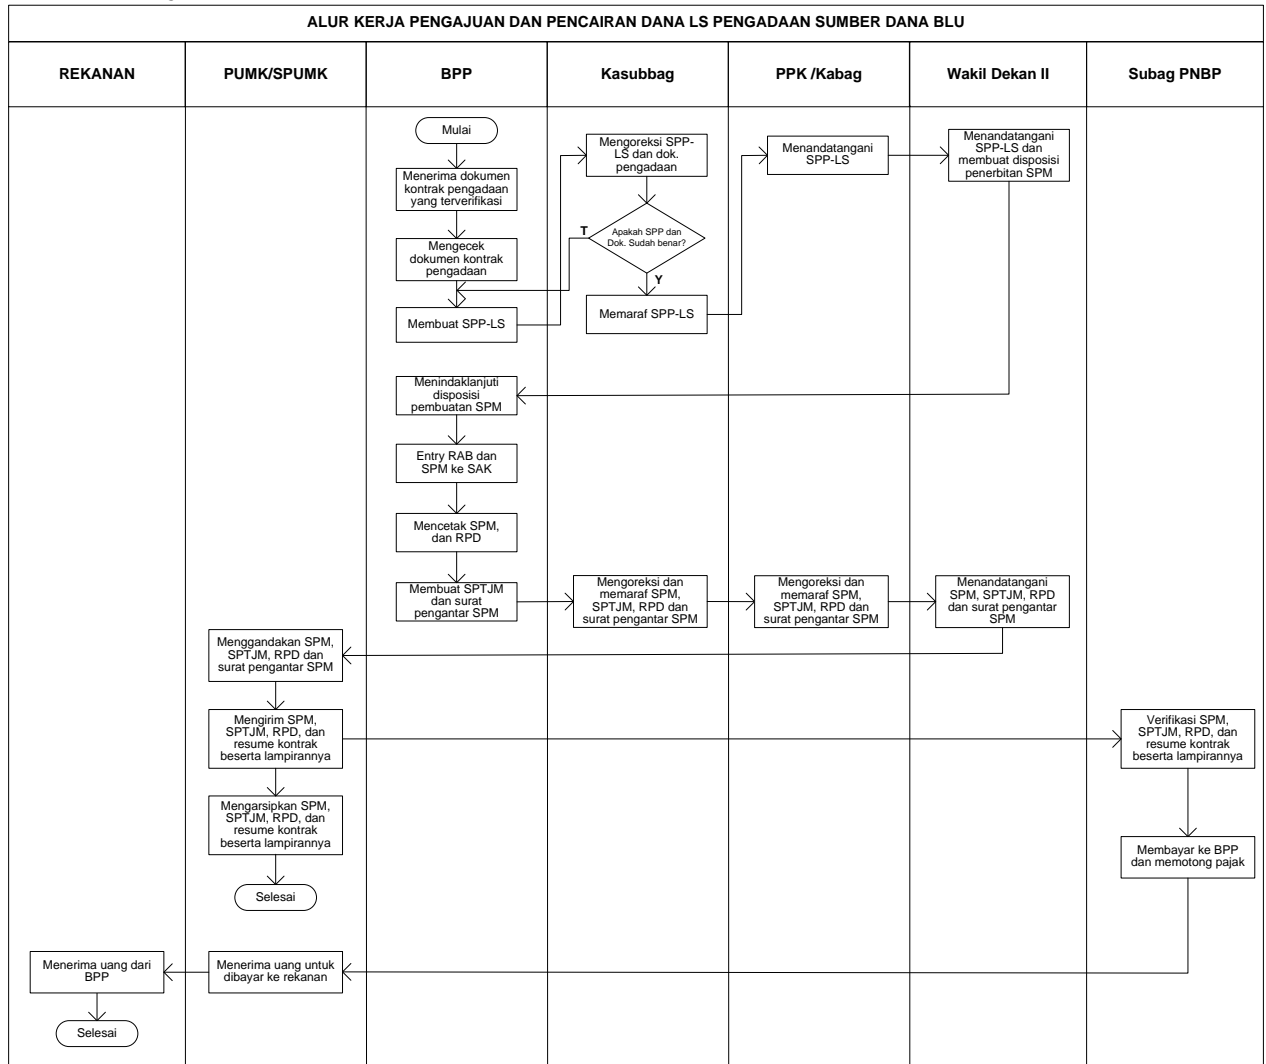 ALUR KERJA PENGAJUAN DAN PENCAIRAN DANA LS PENGADAAN SUMBER DANA BLU
REKANAN
PUMK/SPUMK
BPP
Kasubbag
PPK /Kabag
Wakil Dekan II
Subag PNBP
Mulai
Menerima dokumen
kontrak pengadaan
yang terverifikasi
Mengecek
dokumen kontrak
pengadaan
Membuat SPP-LS
Mengoreksi SPP-
LS dan dok.
pengadaan
Apakah SPP dan
Dok. Sudah benar?
T
Y
Memaraf SPP-LS
Menandatangani
SPP-LS
Menandatangani
SPP-LS dan
membuat disposisi
penerbitan SPM
Menindaklanjuti
disposisi
pembuatan SPM
Entry RAB dan
SPM ke SAK
Mencetak SPM,
dan RPD
Membuat SPTJM
dan surat
pengantar SPM
Mengoreksi dan
memaraf SPM,
SPTJM, RPD dan
surat pengantar SPM
Mengoreksi dan
memaraf SPM,
SPTJM, RPD dan
surat pengantar SPM
Menandatangani
SPM, SPTJM, RPD
dan surat pengantar
SPM
Menggandakan SPM,
SPTJM, RPD dan
surat pengantar SPM
Mengirim SPM,
SPTJM, RPD, dan
resume kontrak
beserta lampirannya
Verifikasi SPM,
SPTJM, RPD, dan
resume kontrak
beserta lampirannya
Mengarsipkan SPM,
SPTJM, RPD, dan
resume kontrak
beserta lampirannya
Selesai
Membayar ke BPP
dan memotong pajak
Menerima uang untuk
dibayar ke rekanan
Menerima uang dari
BPP
Selesai